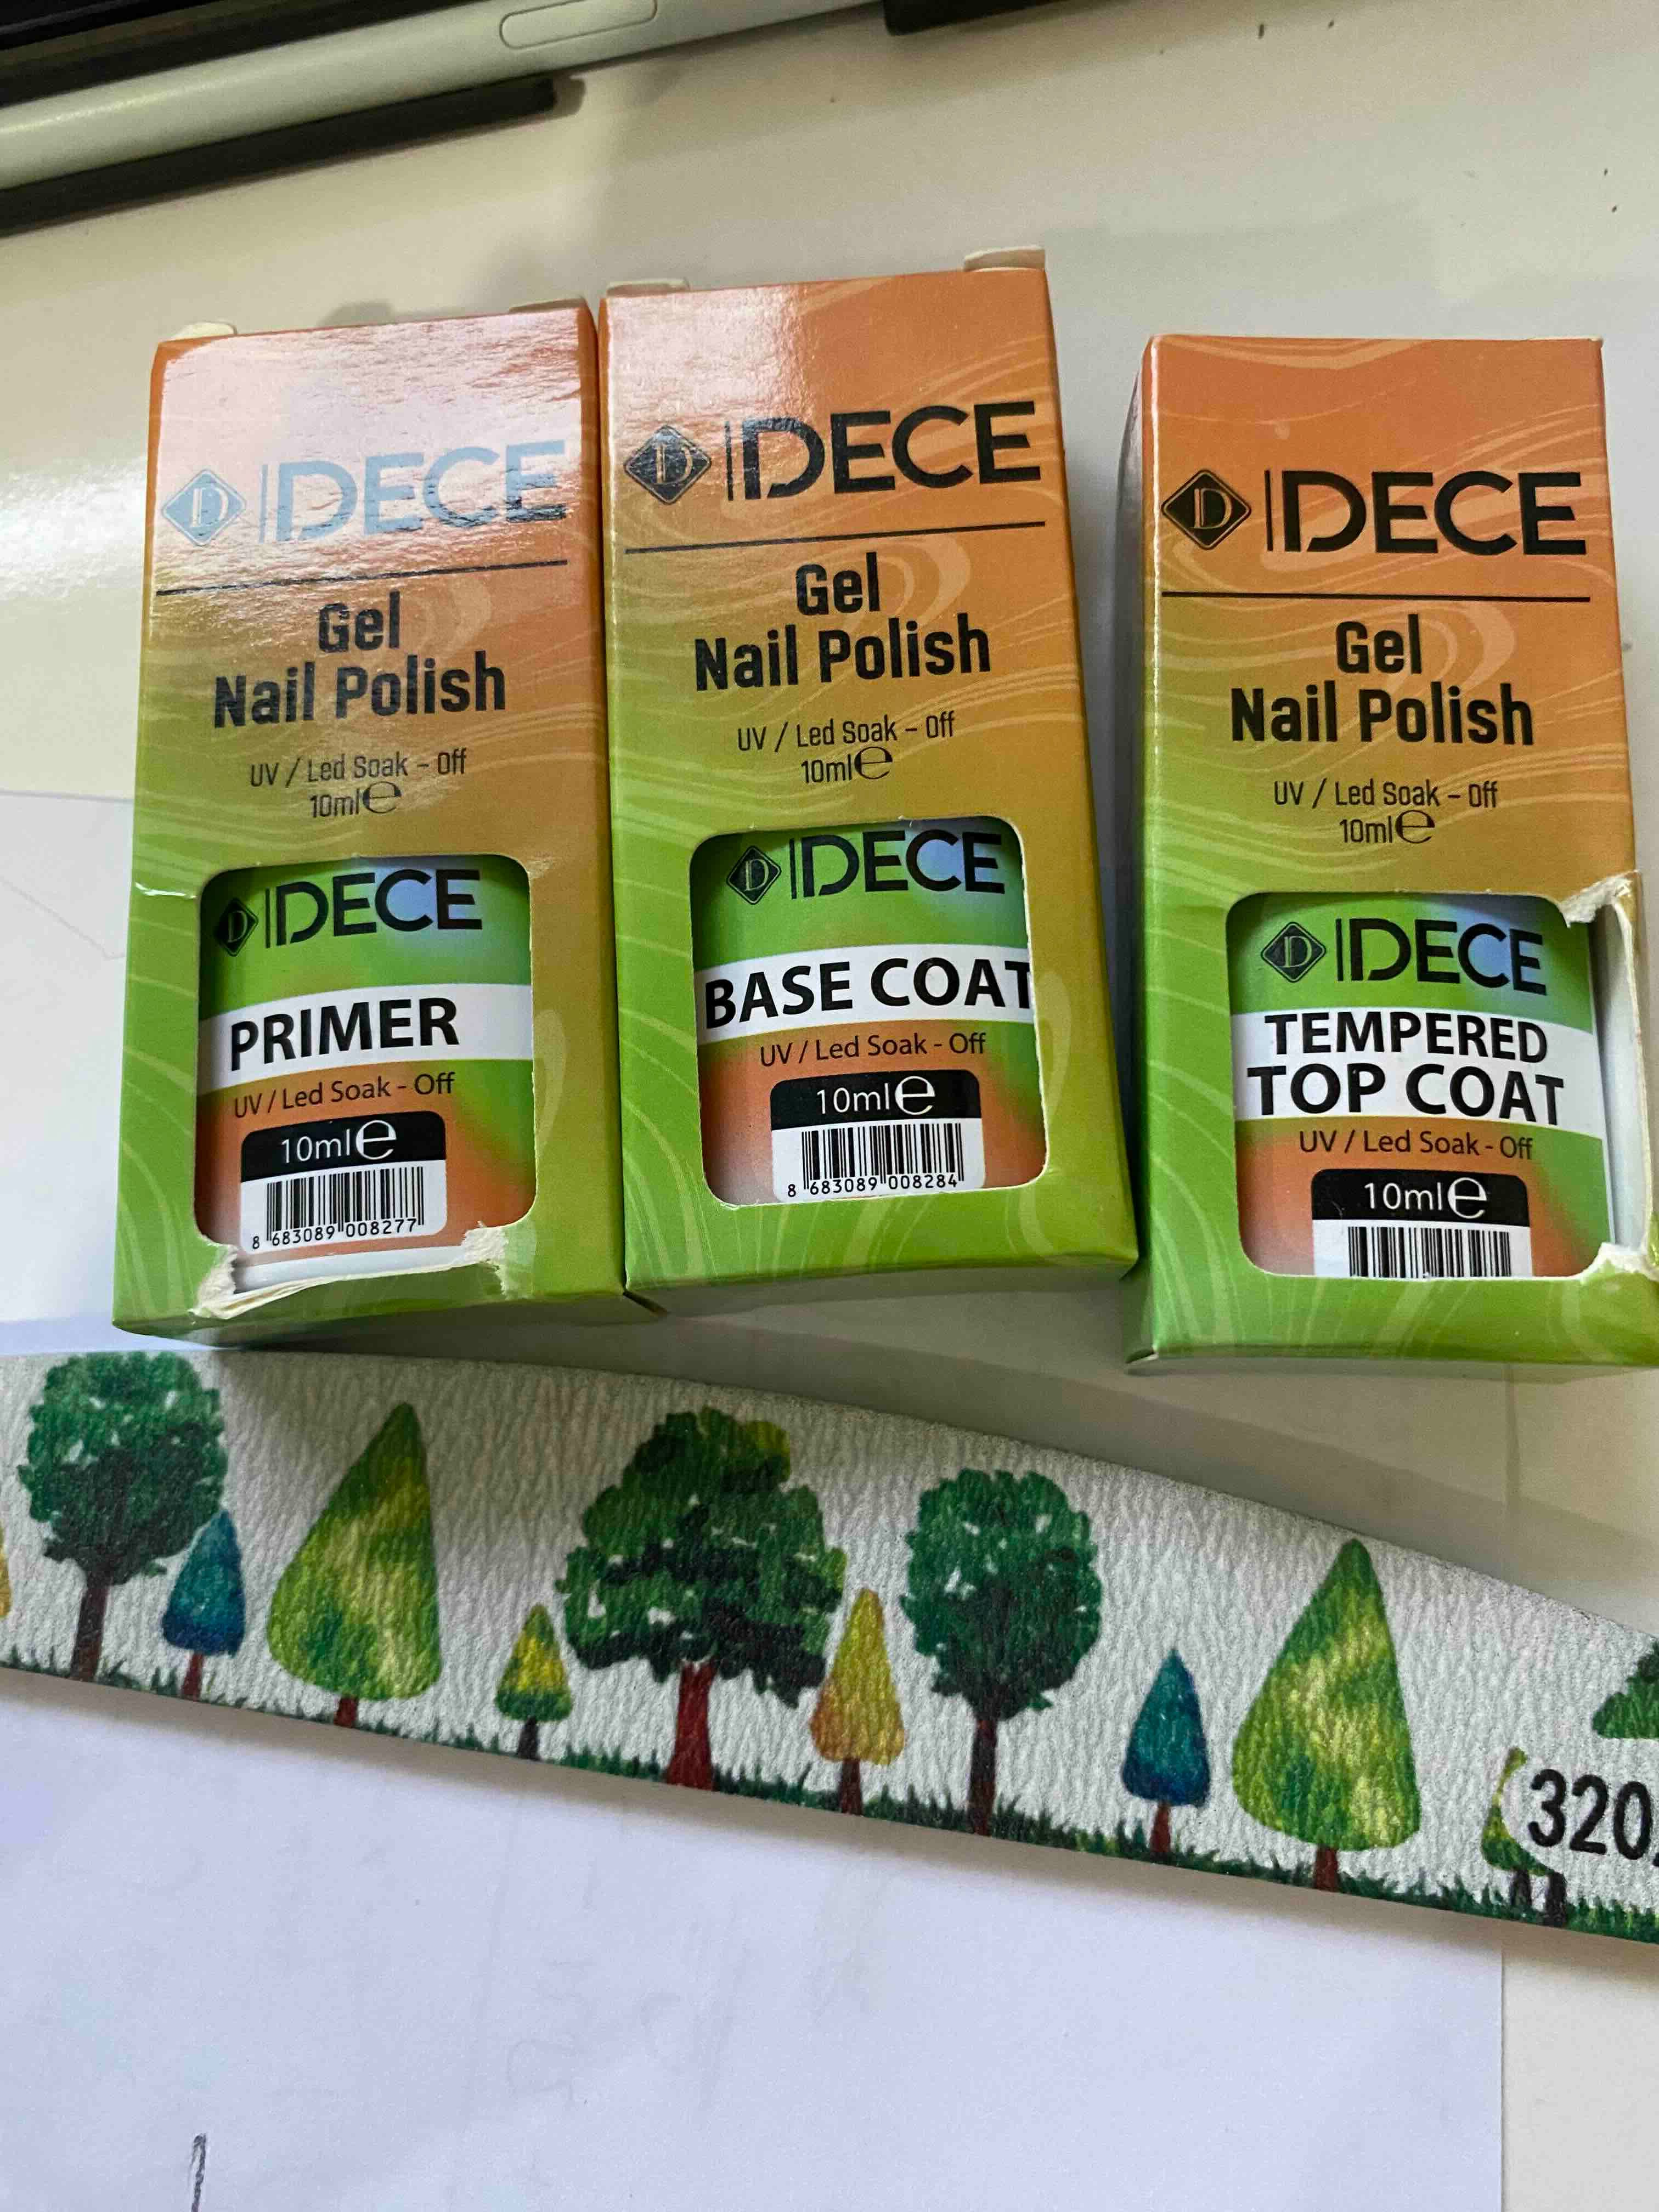 D | DECE
Gel
Nail Polish
UV / Led Soak - Off
10ml℮
D | DECE
PRIMER
UV / Led Soak - Off
10ml℮
8 683089 008277
D | DECE
Gel
Nail Polish
UV / Led Soak - Off
10ml℮
D | DECE
BASE COAT
UV / Led Soak - Off
10ml℮
8 683089 008284
D | DECE
Gel
Nail Polish
UV / Led Soak - Off
10ml℮
D | DECE
TEMPERED
TOP COAT
UV / Led Soak - Off
10ml℮
320